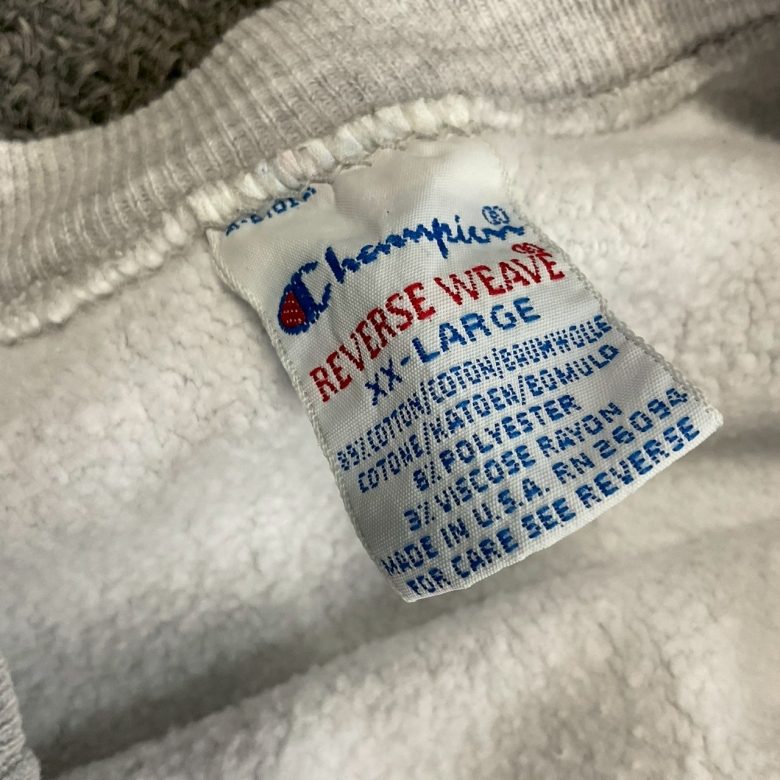 Champion®
REVERSE WEAVE®
XX-LARGE
89% COTTON/COTON/BAUMWOLLE
COTONE/KATOEN/BOMULD
8% POLYESTER
3% VISCOSE RAYON
MADE IN U.S.A. RN 26094
FOR CARE SEE REVERSE